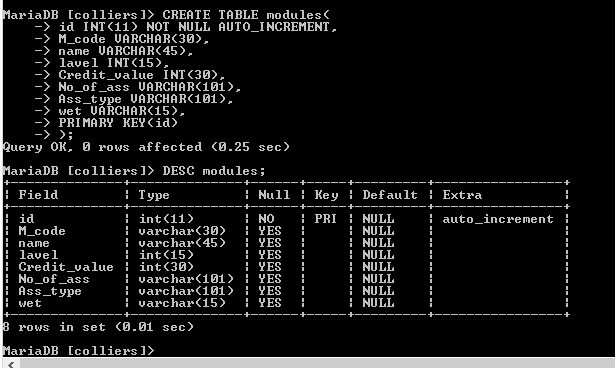 MariaDB [colliers]> CREATE TABLE modules(
    -> id INT(11) NOT NULL AUTO_INCREMENT,
    -> M_code VARCHAR(30),
    -> name VARCHAR(45),
    -> lavel INT(15),
    -> Credit_value INT(30),
    -> No_of_ass VARCHAR(101),
    -> Ass_type VARCHAR(101),
    -> wet VARCHAR(15),
    -> PRIMARY KEY(id)
    -> );
Query OK, 0 rows affected (0.25 sec)
MariaDB [colliers]> DESC modules;
+--------------+--------------+------+-----+---------+----------------+
| Field        | Type         | Null | Key | Default | Extra          |
+--------------+--------------+------+-----+---------+----------------+
| id           | int(11)      | NO   | PRI | NULL    | auto_increment |
| M_code       | varchar(30)  | YES  |     | NULL    |                |
| name         | varchar(45)  | YES  |     | NULL    |                |
| lavel        | int(15)      | YES  |     | NULL    |                |
| Credit_value | int(30)      | YES  |     | NULL    |                |
| No_of_ass    | varchar(101) | YES  |     | NULL    |                |
| Ass_type     | varchar(101) | YES  |     | NULL    |                |
| wet          | varchar(15)  | YES  |     | NULL    |                |
+--------------+--------------+------+-----+---------+----------------+
8 rows in set (0.01 sec)
MariaDB [colliers]>